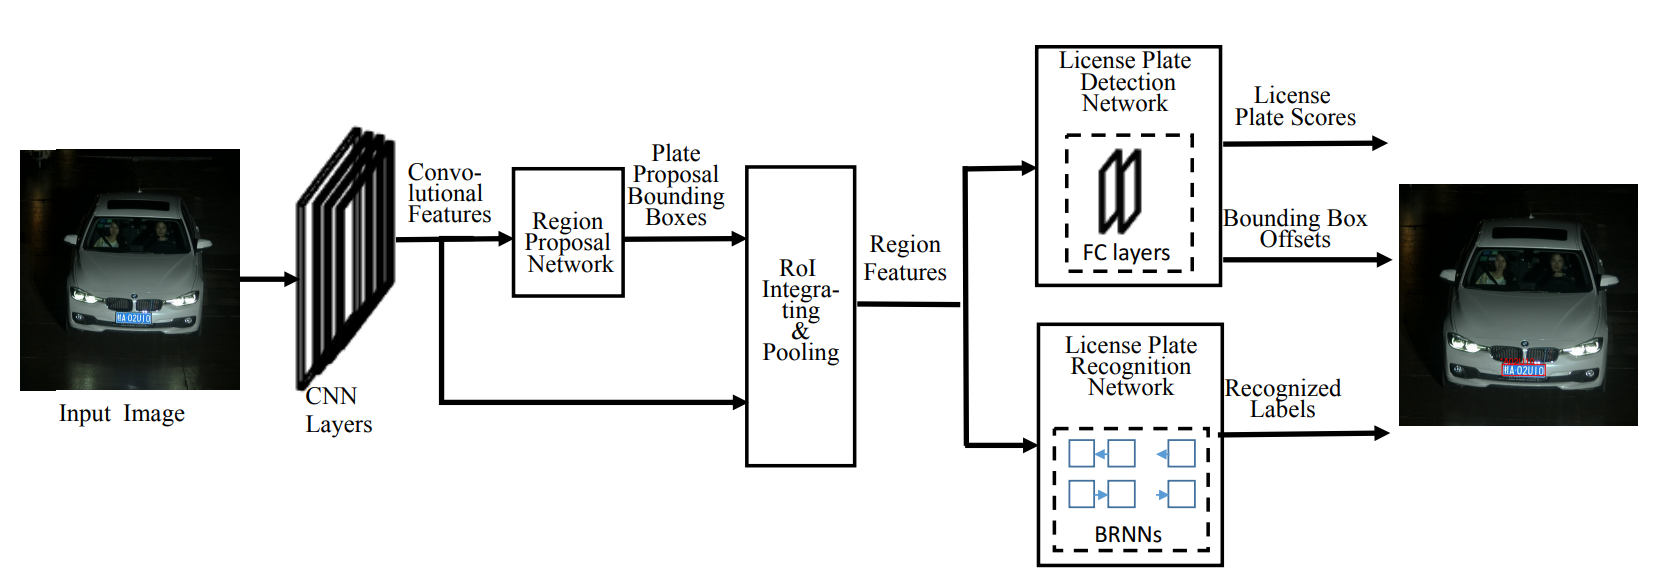 Input  Image
CNN
Layers
Convo-
lutional
Features
Region
Proposal
Network
Plate
Proposal
Bounding
Boxes
RoI
Integra-
ting
&
Pooling
Region
Features
License Plate
Detection
Network
FC layers
License
Plate Scores
Bounding Box
Offsets
License Plate
Recognition
Network
BRNNs
Recognized
Labels
A·02U10
A·02U10